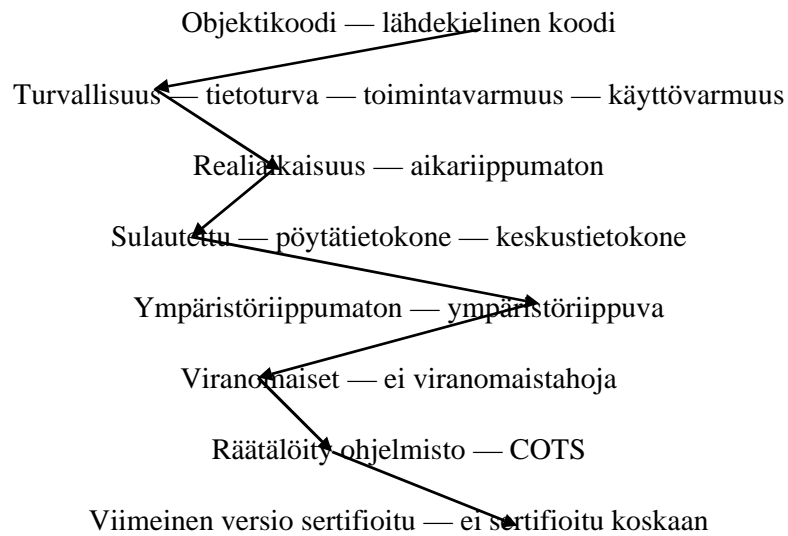 Objektikoodi — lähdekielinen koodi
Turvallisuus — tietoturva — toimintavarmuus — käyttövarmuus
Realiaikaisuus — aikariippumaton
Sulautettu — pöytätietokone — keskustietokone
Ympäristöriippumaton — ympäristöriippuva
Viranomaiset — ei viranomaistahoja
Räätälöity ohjelmisto — COTS
Viimeinen versio sertifioitu — ei sertifioitu koskaan